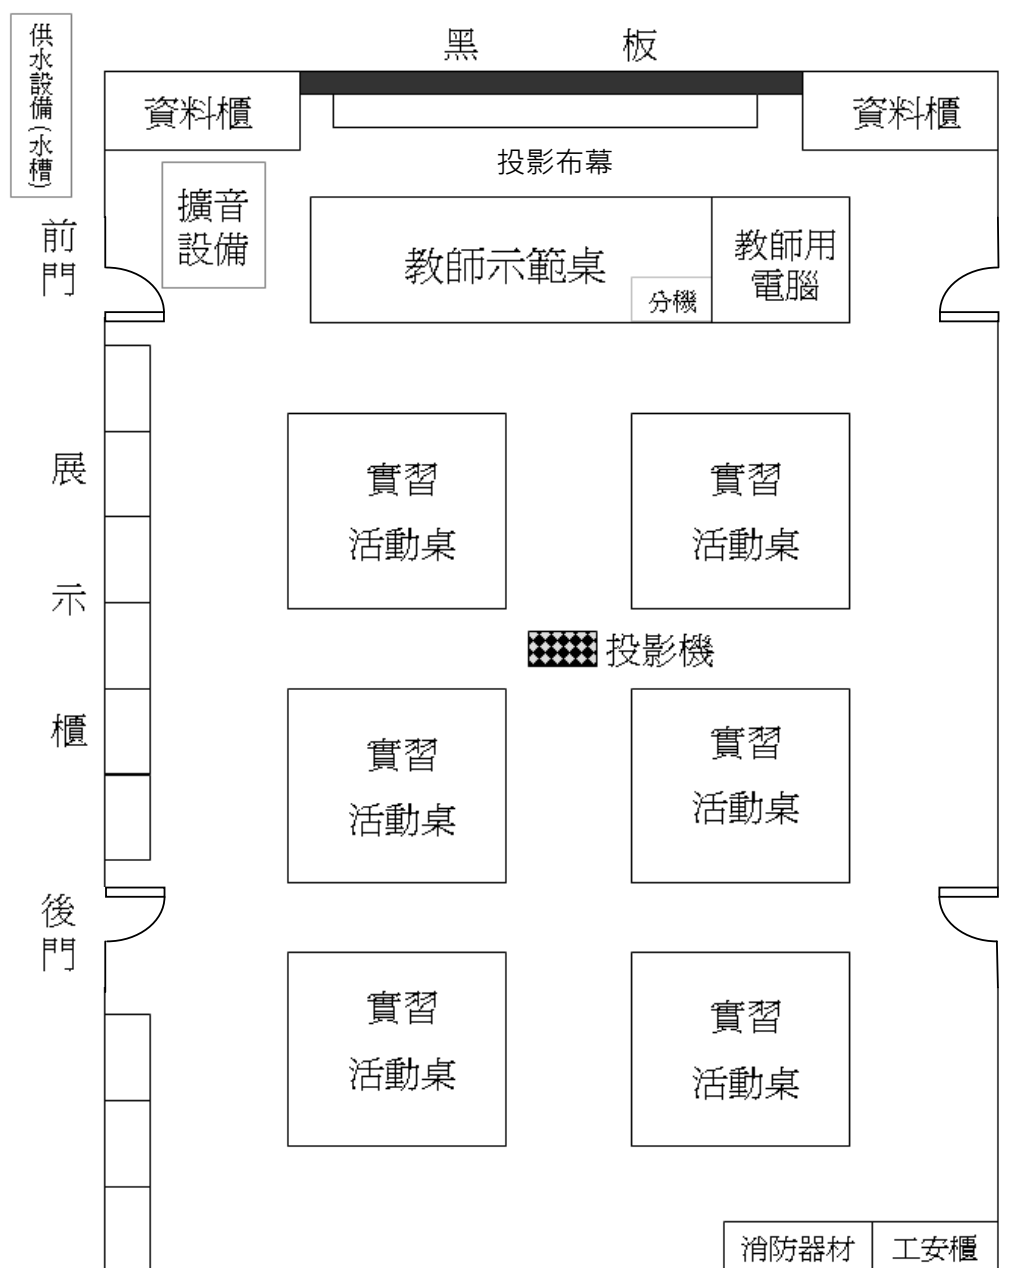 供水設備(水槽)
黑 板
資料櫃
資料櫃
投影布幕
前門
擴音
設備
教師示範桌
分機
教師用
電腦
展示櫃
實習
活動桌
實習
活動桌
投影機
實習
活動桌
實習
活動桌
後門
實習
活動桌
實習
活動桌
消防器材
工安櫃